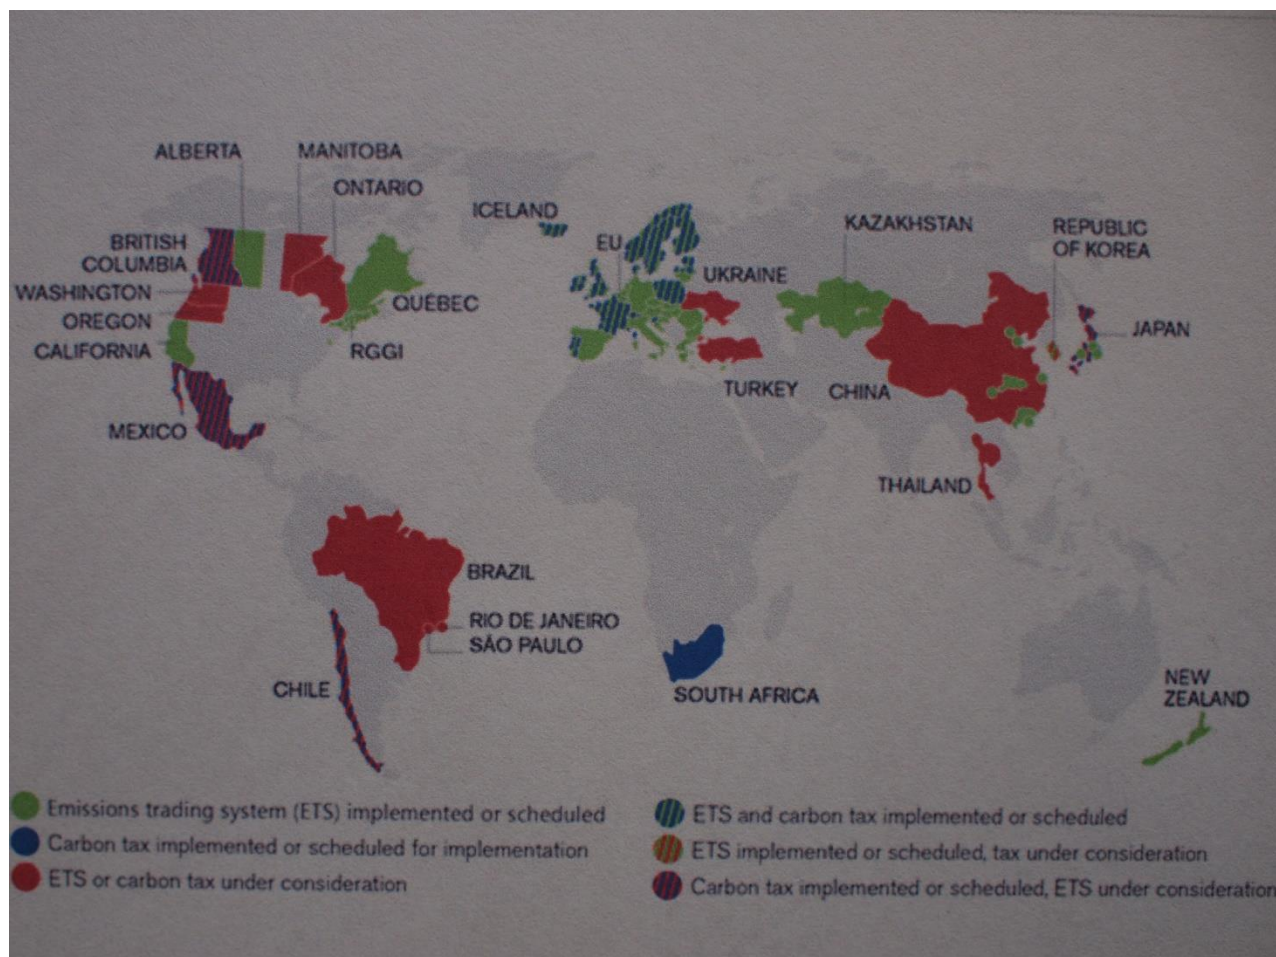 ALBERTA
MANITOBA
ONTARIO
BRITISH
COLUMBIA
WASHINGTON
OREGON
CALIFORNIA
QUÉBEC
RGGI
MEXICO
ICELAND
EU
UKRAINE
TURKEY
KAZAKHSTAN
REPUBLIC
OF KOREA
JAPAN
CHINA
THAILAND
BRAZIL
RIO DE JANEIRO
SÃO PAULO
CHILE
SOUTH AFRICA
NEW
ZEALAND
Emissions trading system (ETS) implemented or scheduled
Carbon tax implemented or scheduled for implementation
ETS or carbon tax under consideration
ETS and carbon tax implemented or scheduled
ETS implemented or scheduled, tax under consideration
Carbon tax implemented or scheduled, ETS under consideration